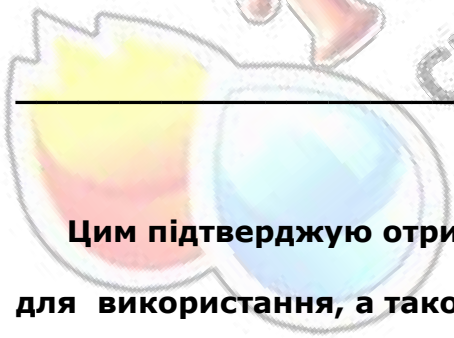 Цим підтверджую отри
для використання, а тако